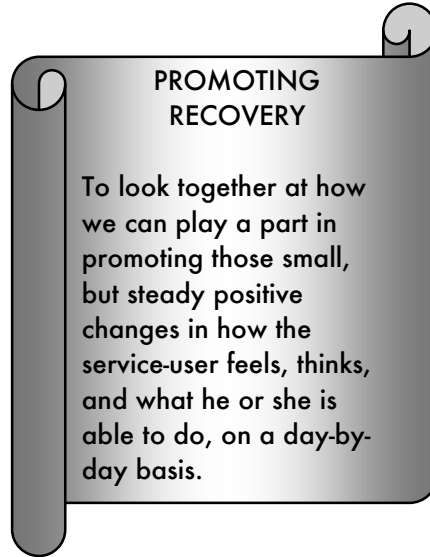 PROMOTING
RECOVERY
To look together at how
we can play a part in
promoting those small,
but steady positive
changes in how the
service-user feels, thinks,
and what he or she is
able to do, on a day-by-
day basis.